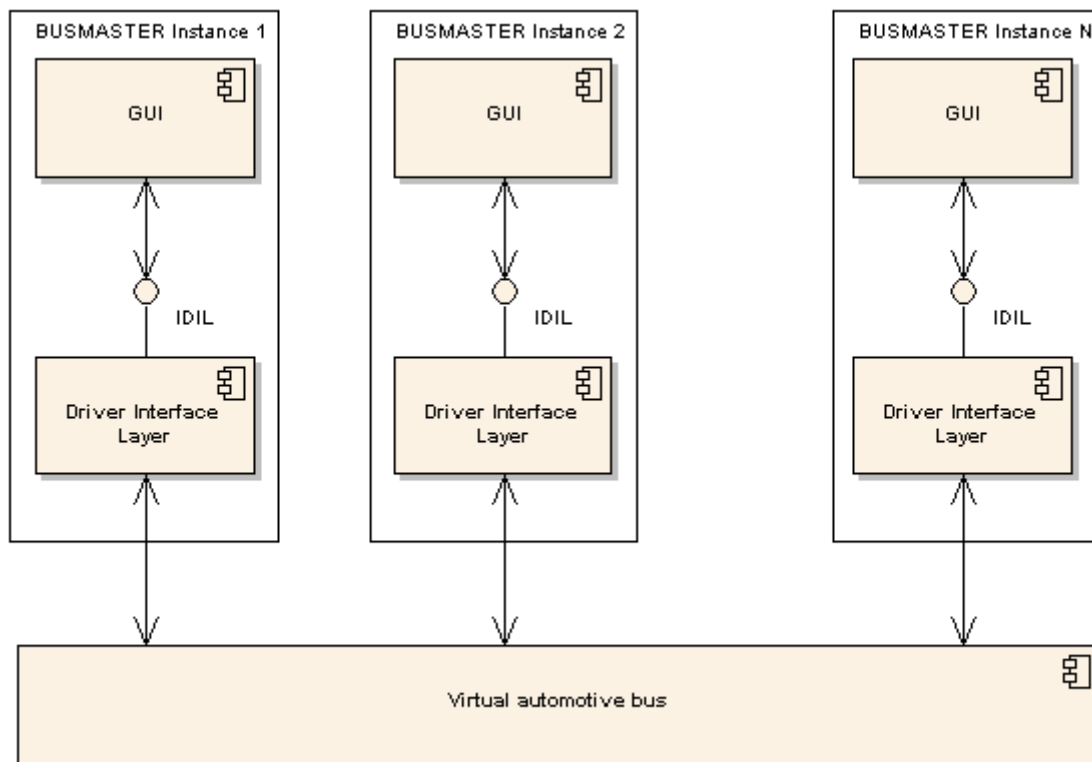 BUSMASTER Instance 1
GUI
IDIL
Driver Interface
Layer
BUSMASTER Instance 2
GUI
IDIL
Driver Interface
Layer
BUSMASTER Instance N
GUI
IDIL
Driver Interface
Layer
Virtual automotive bus